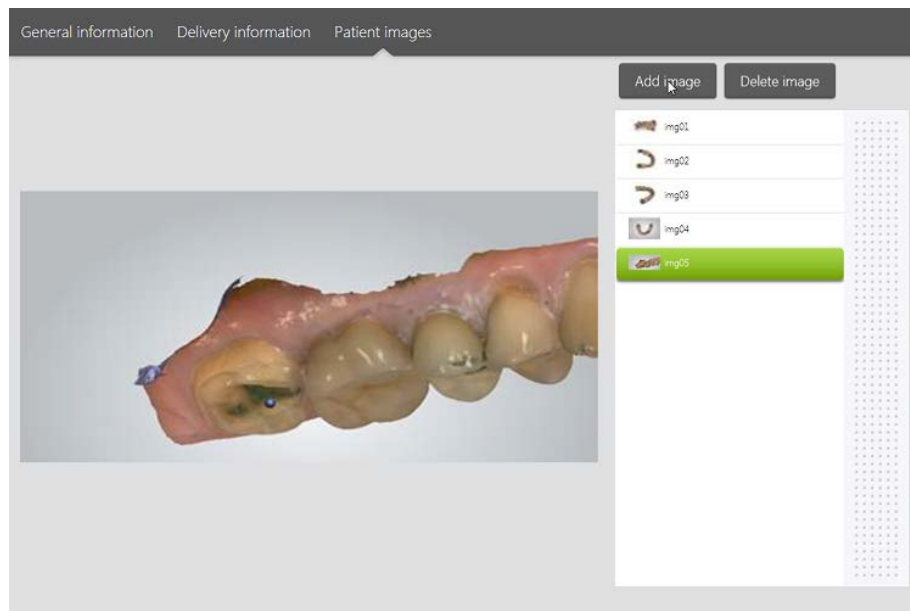 General information Delivery information Patient images
Add image Delete image
img01
img02
img03
img04
img05